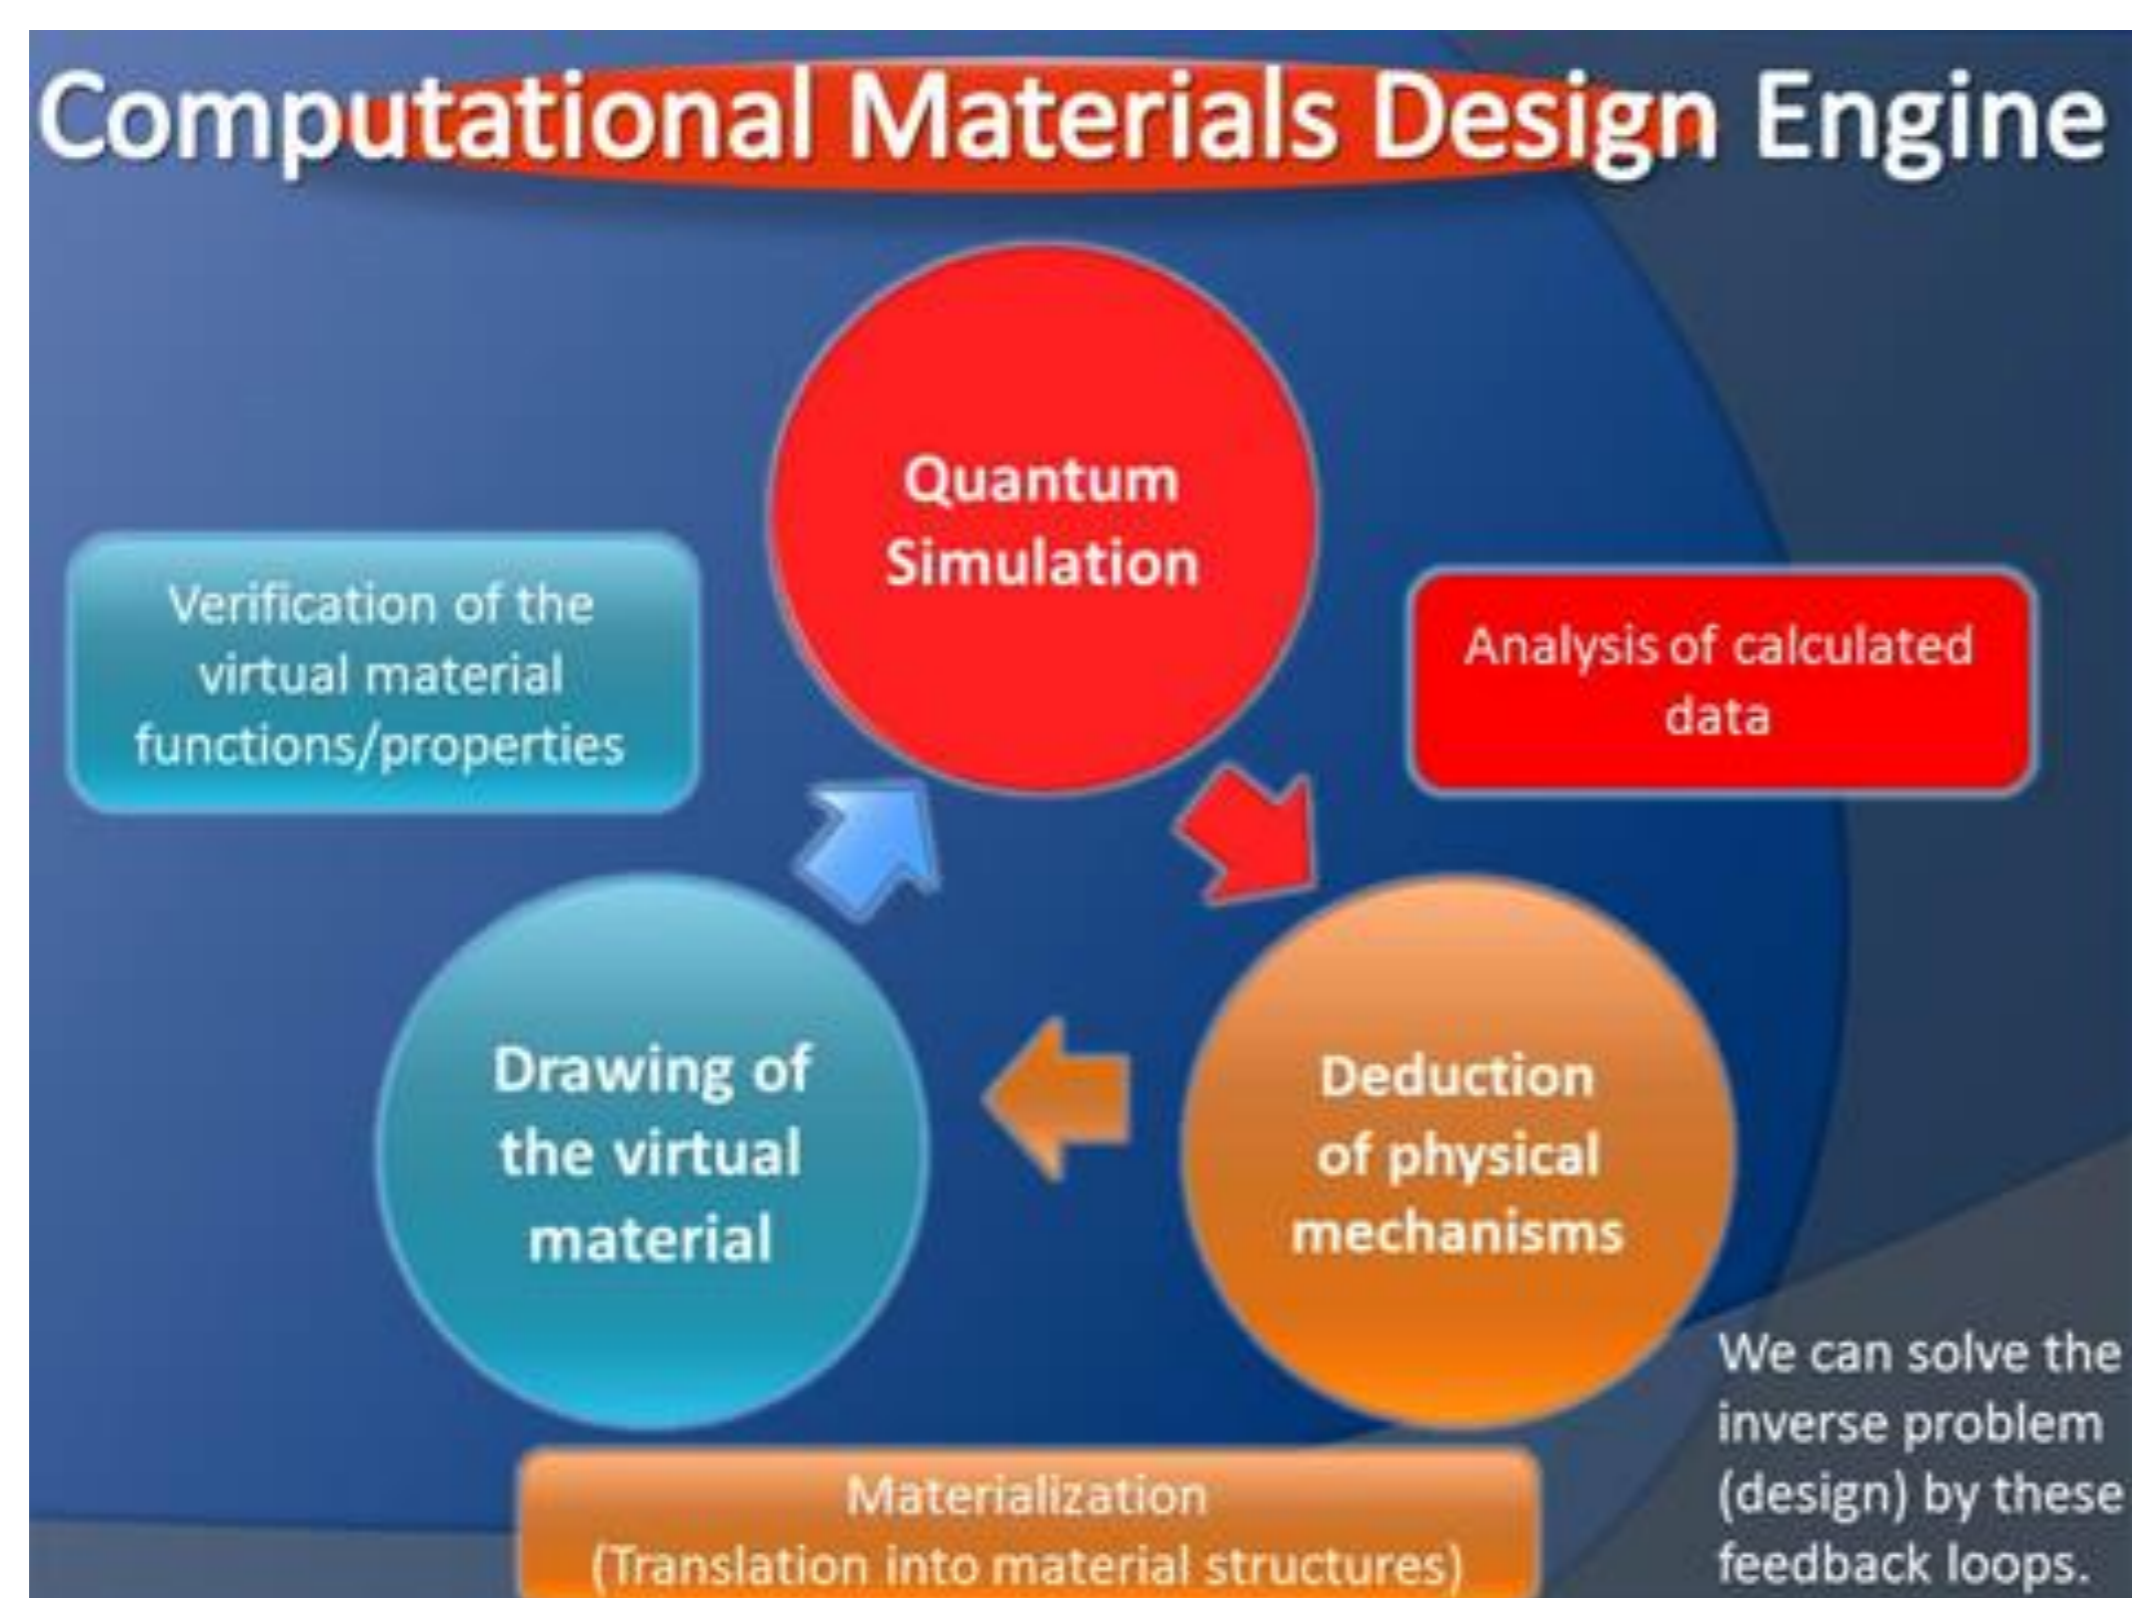 Computational Materials Design Engine
Quantum
Simulation
Verification of the
virtual material
functions/properties
Analysis of calculated
data
Drawing of
the virtual
material
Deduction
of physical
mechanisms
Materialization
(Translation into material structures)
We can solve the
inverse problem
(design) by these
feedback loops.